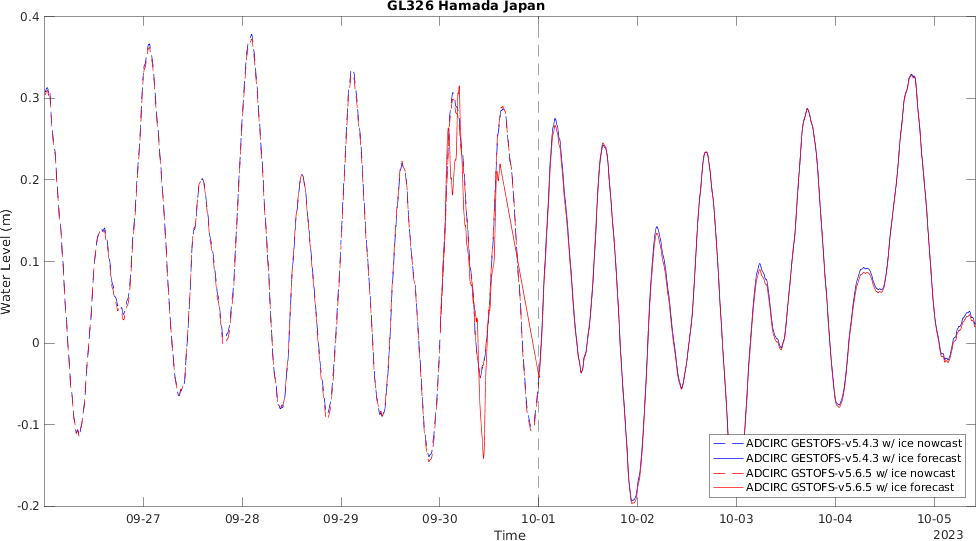 GL326 Hamada Japan
0.4
0.3
0.2
0.1
0
-0.1
-0.2
Water Level (m)
ADCIRC GESTOFS-v5.4.3 w/ ice nowcast
ADCIRC GESTOFS-v5.4.3 w/ ice forecast
ADCIRC GSTOFS-v5.6.5 w/ ice nowcast
ADCIRC GSTOFS-v5.6.5 w/ ice forecast
09-27 09-28 09-29 09-30 10-01 10-02 10-03 10-04 10-05
Time 2023